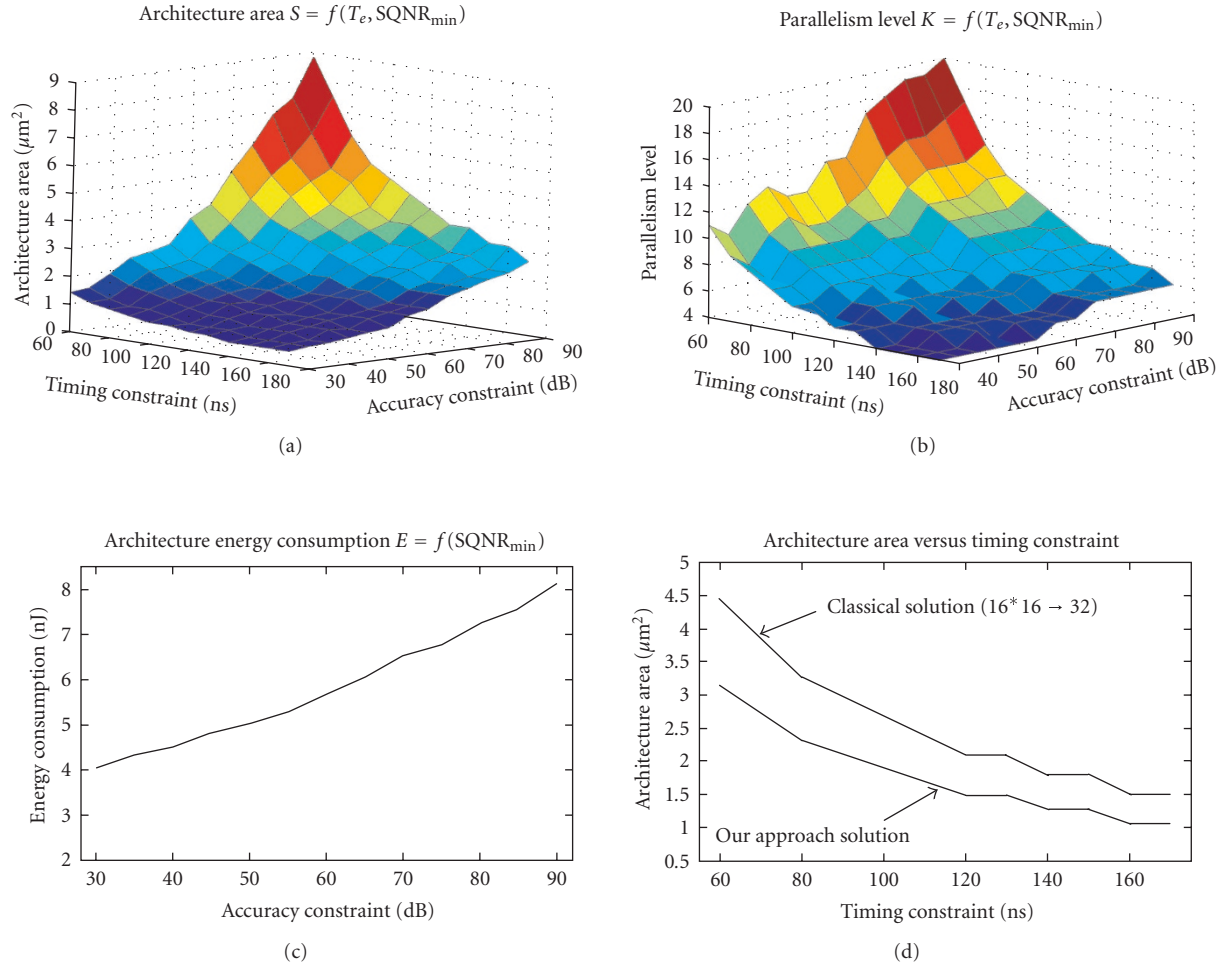 Architecture area S = f(Tₑ, SQNRₘᵢₙ)
9
8
7
6
5
4
3
2
1
0
Architecture area (μm²)
60
80
100
120
140
160
180
Timing constraint (ns)
30
40
50
60
70
80
90
Accuracy constraint (dB)
(a)
Parallelism level K = f(Tₑ, SQNRₘᵢₙ)
20
18
16
14
12
10
8
6
4
Parallelism level
60
80
100
120
140
160
180
Timing constraint (ns)
40
50
60
70
80
90
Accuracy constraint (dB)
(b)
Architecture energy consumption E = f(SQNRₘᵢₙ)
8
7
6
5
4
3
2
Energy consumption (nJ)
30 40 50 60 70 80 90
Accuracy constraint (dB)
(c)
Architecture area versus timing constraint
5
4.5
4
3.5
3
2.5
2
1.5
1
0.5
Architecture area (μm²)
Classical solution (16* 16 → 32)
Our approach solution
60 80 100 120 140 160
Timing constraint (ns)
(d)